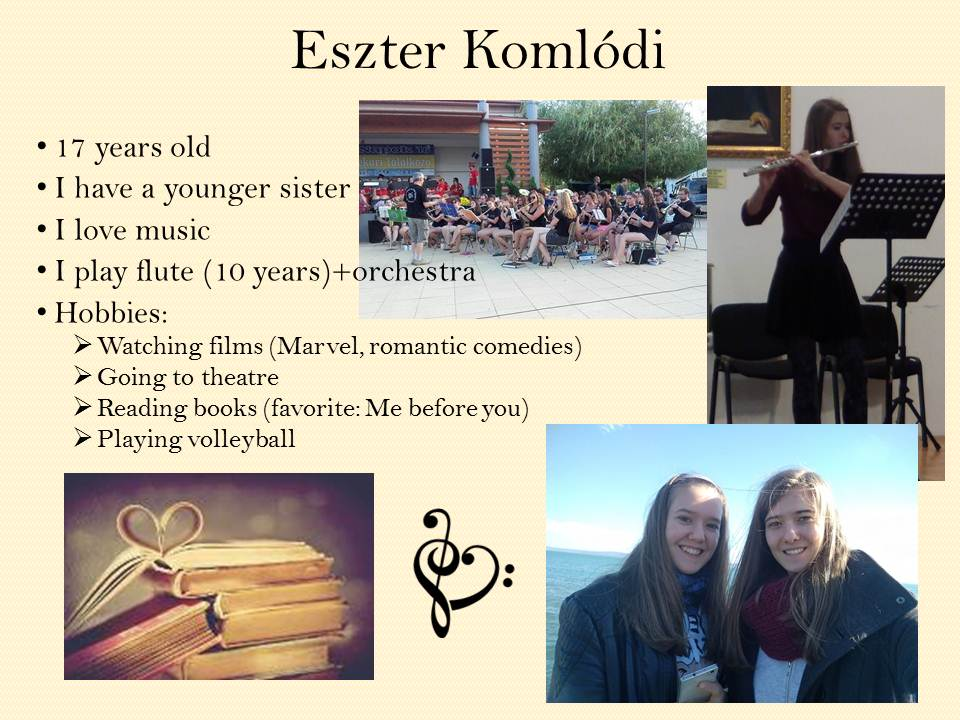 Eszter Komlódi
• 17 years old
• I have a younger sister
• I love music
• I play flute (10 years)+orchestra
• Hobbies:
➢ Watching films (Marvel, romantic comedies)
➢ Going to theatre
➢ Reading books (favorite: Me before you)
➢ Playing volleyball